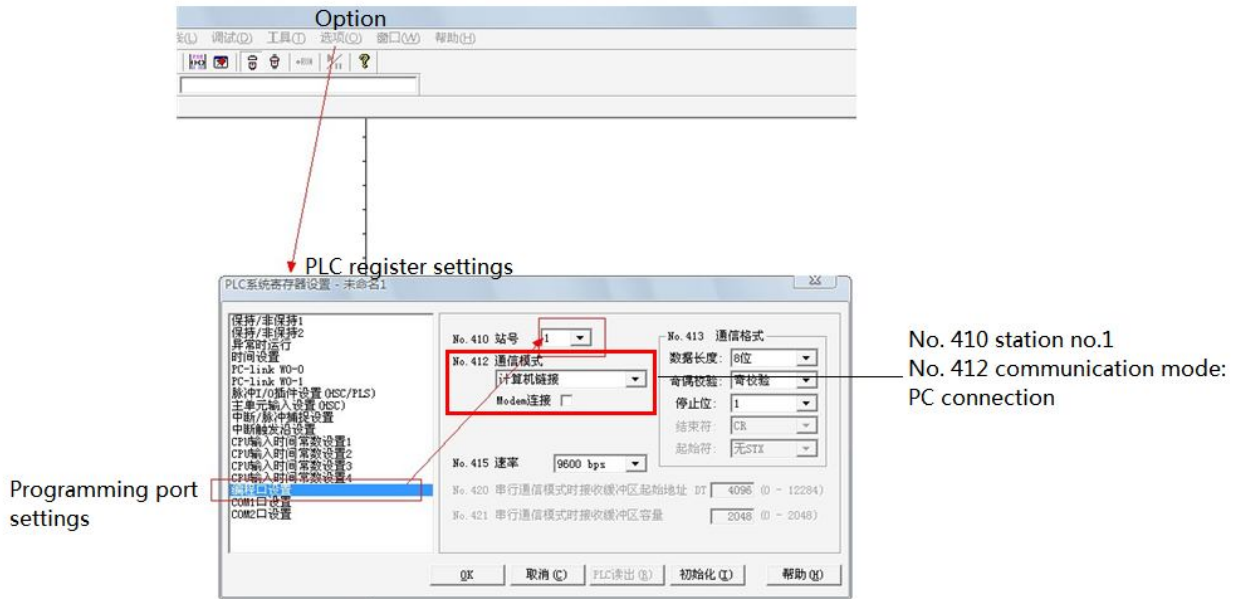 Option
调试(D) 工具(T) 选项(O) 窗口(W) 帮助(H)
PLC register settings
PLC系统寄存器设置 - 未命名1
保持/非保持1
保持/非保持2
异常时运行
时间设置
PC-link W0-0
PC-link W0-1
脉冲I/O插件设置(HSC/PLS)
主单元输入设置(HSC)
中断/脉冲捕捉设置
中断触发沿设置
CPU输入时间常数设置1
CPU输入时间常数设置2
CPU输入时间常数设置3
CPU输入时间常数设置4
编程口设置
COM1口设置
COM2口设置
No.410 站号 1
No.412 通信模式
计算机链接
Modem连接
No.413 通信格式
数据长度: 8位
奇偶校验: 奇校验
停止位: 1
结束符: CR
起始符: 无STX
No.415 速率 9600 bps
No.420 串行通信模式时接收缓冲区起始地址 DT 4096 (0 - 12284)
No.421 串行通信模式时接收缓冲区容量 2048 (0 - 2048)
OK 取消(C) PLC读出(R) 初始化(I) 帮助(H)
Programming port
settings
No. 410 station no.1
No. 412 communication mode:
PC connection